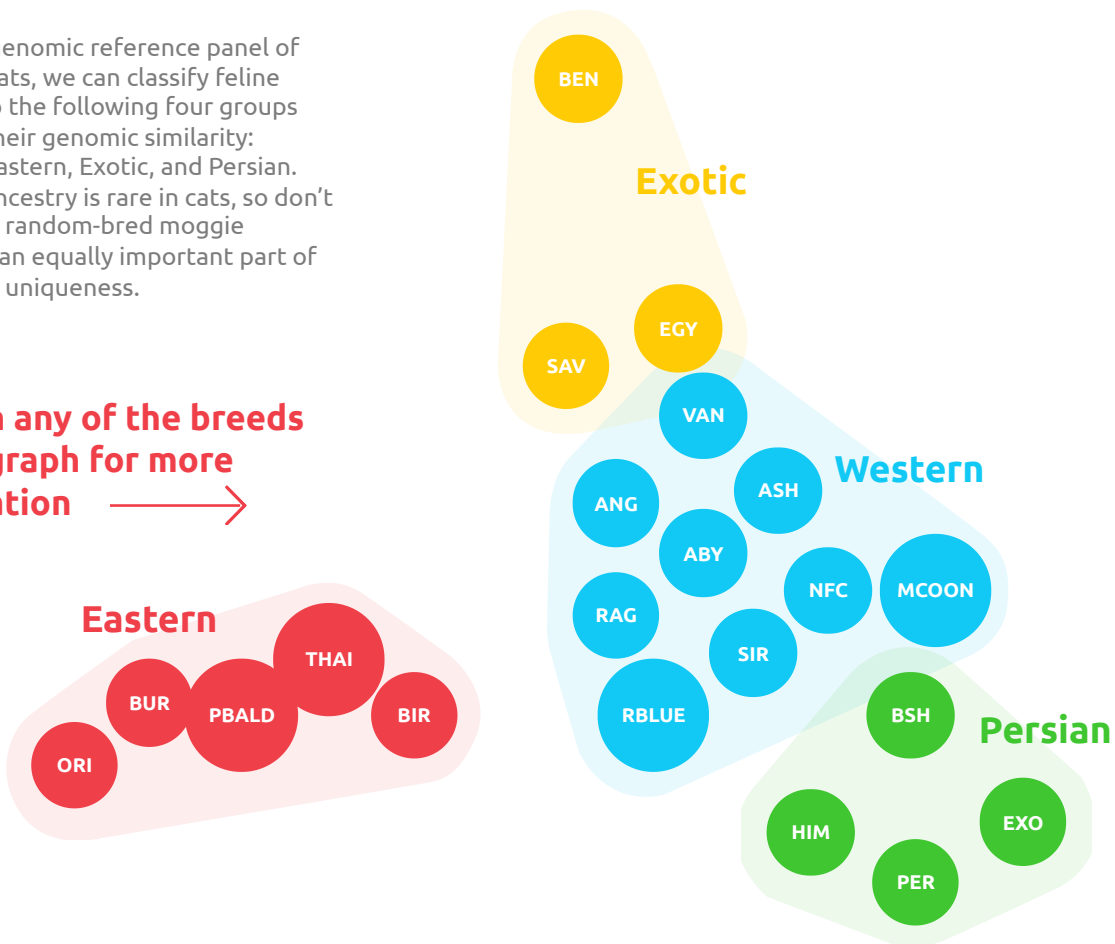 enomic reference panel of
ats, we can classify feline
the following four groups
heir genomic similarity:
astern, Exotic, and Persian.
ncestry is rare in cats, so don't
random-bred moggie
an equally important part of
uniqueness.
any of the breeds
graph for more
ation
BEN
Exotic
EGY
SAV
VAN
Western
ANG
ASH
ABY
NFC
MCOON
RAG
SIR
RBLUE
Eastern
THAI
BUR
PBALD
BIR
ORI
BSH
Persian
HIM
EXO
PER